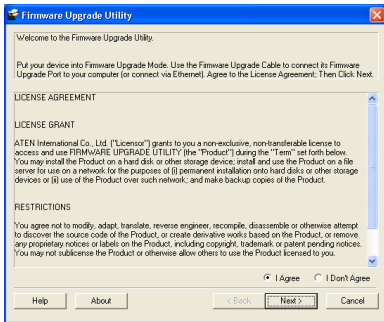 Firmware Upgrade Utility
Welcome to the Firmware Upgrade Utility.
Put your device into Firmware Upgrade Mode. Use the Firmware Upgrade Cable to connect its Firmware
Upgrade Port to your computer (or connect via Ethernet). Agree to the License Agreement; Then Click Next.
LICENSE AGREEMENT
LICENSE GRANT
ATEN International Co., Ltd. ("Licensor") grants to you a non-exclusive, non-transferable license to
access and use FIRMWARE UPGRADE UTILITY (the "Product") during the "Term" set forth below.
You may install the Product on a hard disk or other storage device; install and use the Product on a file
server for use on a network for the purposes of (i) permanent installation onto hard disks or other storage
devices or (ii) use of the Product over such network; and make backup copies of the Product.
RESTRICTIONS
You agree not to modify, adapt, translate, reverse engineer, recompile, disassemble or otherwise attempt
to discover the source code of the Product, or create derivative works based on the Product, or remove
any proprietary notices or labels on the Product, including copyright, trademark or patent pending notices.
You may not sublicense the Product or otherwise allow others to use the Product licensed to you.
I Agree
I Don't Agree
Help
About
< Back
Next >
Cancel